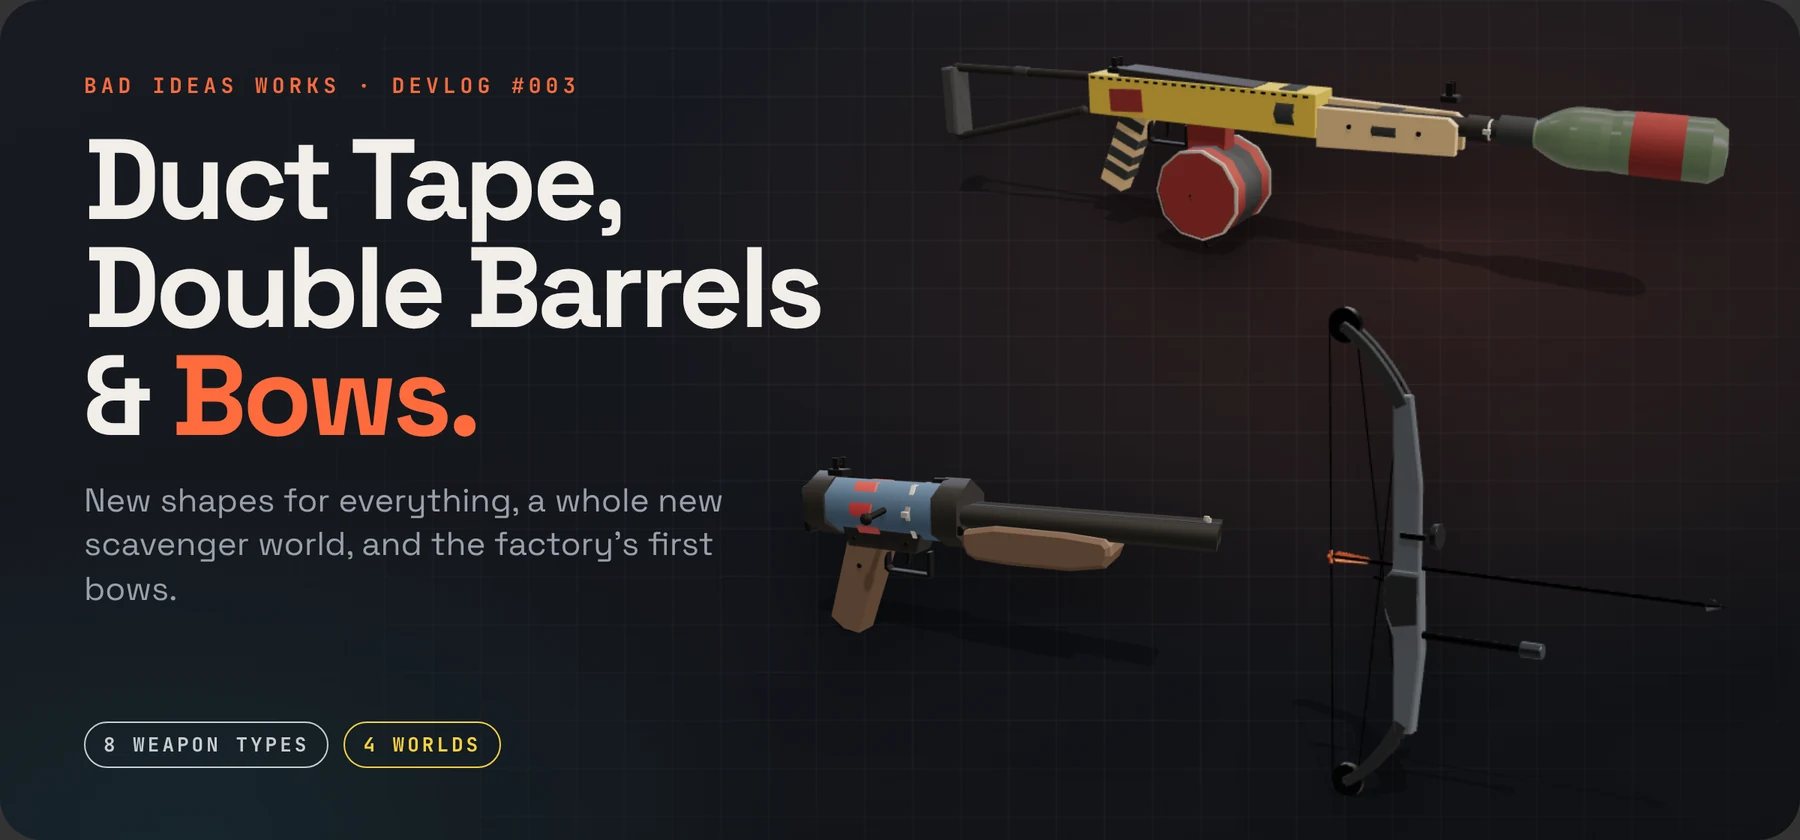 BAD IDEAS WORKS · DEVLOG #003
Duct Tape,
Double Barrels
& Bows.
New shapes for everything, a whole new
scavenger world, and the factory’s first
bows.
8 WEAPON TYPES
4 WORLDS